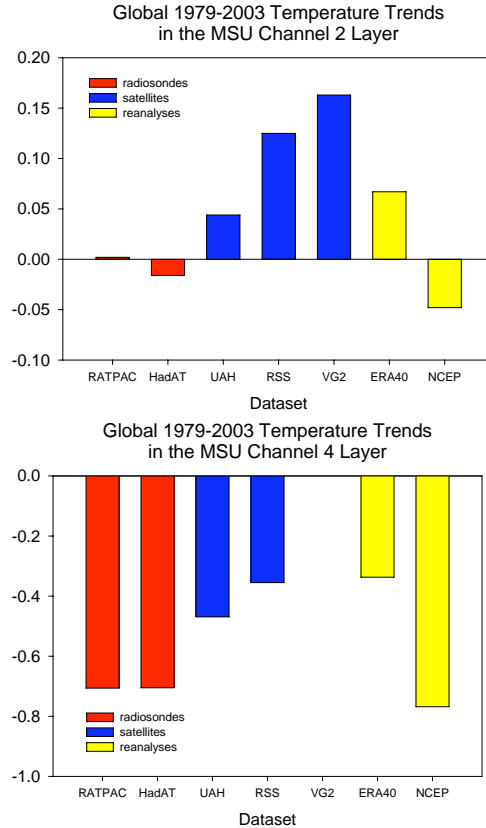 Global 1979-2003 Temperature Trends
in the MSU Channel 2 Layer
0.20
radiosondes
satellites
reanalyses
0.15
0.10
0.05
0.00
-0.05
-0.10
RATPAC HadAT UAH RSS VG2 ERA40 NCEP
Dataset
Global 1979-2003 Temperature Trends
in the MSU Channel 4 Layer
0.0
-0.2
-0.4
-0.6
-0.8
radiosondes
satellites
reanalyses
-1.0
RATPAC HadAT UAH RSS VG2 ERA40 NCEP
Dataset